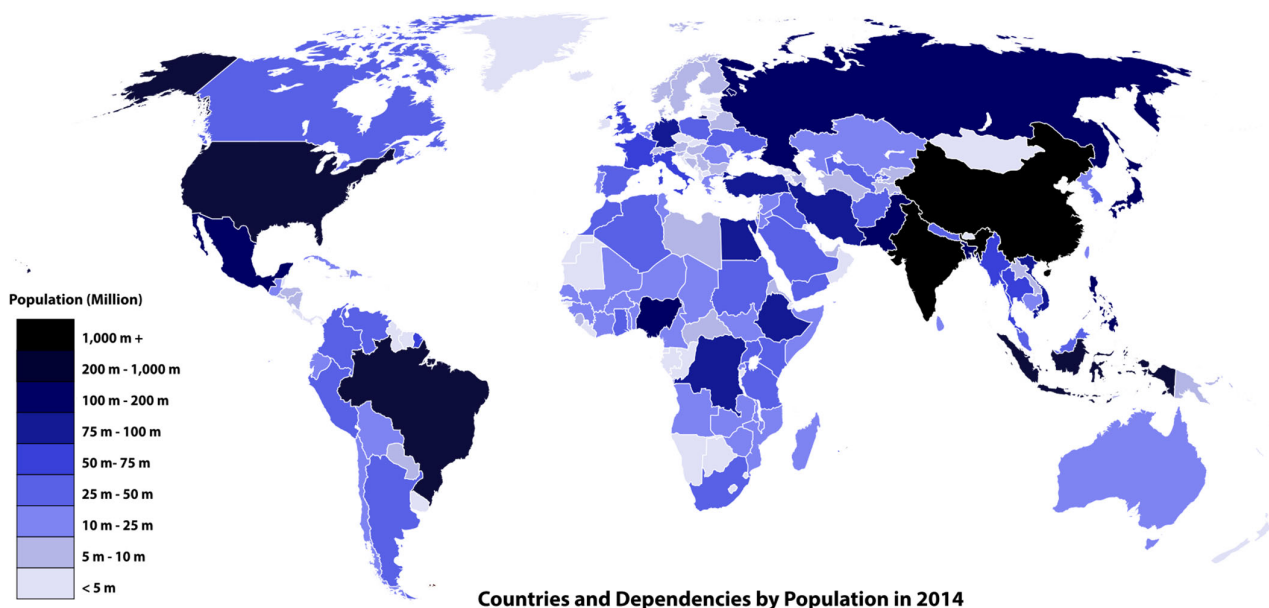 Population (Million)
1,000 m +
200 m - 1,000 m
100 m - 200 m
75 m - 100 m
50 m- 75 m
25 m - 50 m
10 m - 25 m
5 m - 10 m
< 5 m
Countries and Dependencies by Population in 2014